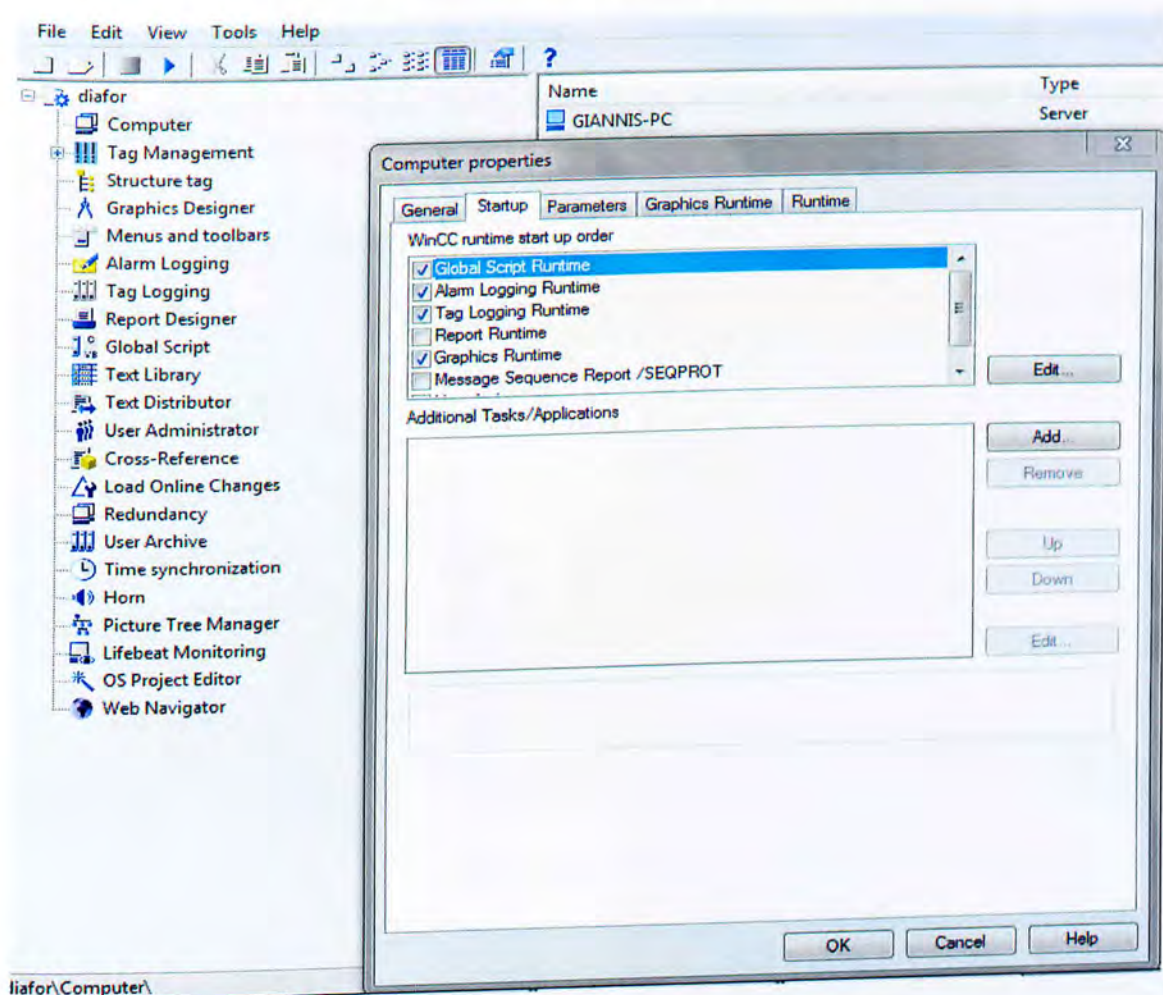 File Edit View Tools Help
?
diafor
Computer
Tag Management
Structure tag
Graphics Designer
Menus and toolbars
Alarm Logging
Tag Logging
Report Designer
Global Script
Text Library
Text Distributor
User Administrator
Cross-Reference
Load Online Changes
Redundancy
User Archive
Time synchronization
Horn
Picture Tree Manager
Lifebeat Monitoring
OS Project Editor
Web Navigator
Name Type
GIANNIS-PC Server
Computer properties
General Startup Parameters Graphics Runtime Runtime
WinCC runtime start up order
Global Script Runtime
Alarm Logging Runtime
Tag Logging Runtime
Report Runtime
Graphics Runtime
Message Sequence Report /SEQPROT
Edit...
Additional Tasks/Applications
Add...
Remove
Up
Down
Edit...
OK Cancel Help
liafor\Computer\